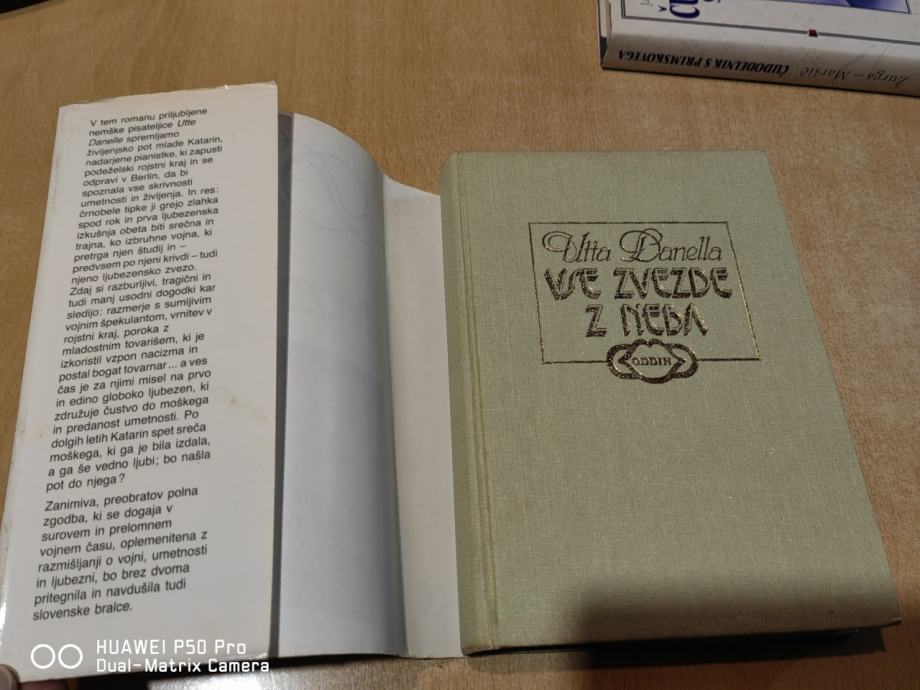 V tem romanu priljubljene
nemške pisateljice Utte
Danelle spremljamo
življenjsko pot mlade Katarin,
nadarjene pianistke, ki zapusti
podeželski rojstni kraj in se
odpravi v Berlin, da bi
spoznala vse skrivnosti
umetnosti in življenja. In res:
črnobele tipke ji grejo zlahka
spod rok in prva ljubezenska
izkušnja obeta biti srečna in
trajna, ko izbruhne vojna, ki
pretrga njen študij in –
predvsem po njeni krivdi – tudi
njeno ljubezensko zvezo.
Zdaj si razburljivi, tragični in
tudi manj usodni dogodki kar
sledijo: razmerje s sumljivim
vojnim špekulantom, vrnitev v
rojstni kraj, poroka z
mladostnim tovarišem, ki je
izkoristil vzpon nacizma in
postal bogat tovarnar... a ves
čas je za njimi misel na prvo
in edino globoko ljubezen, ki
združuje čustvo do moškega
in predanost umetnosti. Po
dolgih letih Katarin spet sreča
moškega, ki ga je bila izdala,
a ga še vedno ljubi; bo našla
pot do njega?
Zanimiva, preobratov polna
zgodba, ki se dogaja v
surovem in prelomnem
vojnem času, oplemenitena z
razmišljanji o vojni, umetnosti
in ljubezni, bo brez dvoma
pritegnila in navdušila tudi
slovenske bralce.
Utta Danella
VSE ZVEZDE
Z NEBA
ODDIH
Žurga – Maršič ČUDODELNIK S PRIMSKOVEGA
HUAWEI P50 Pro
Dual-Matrix Camera